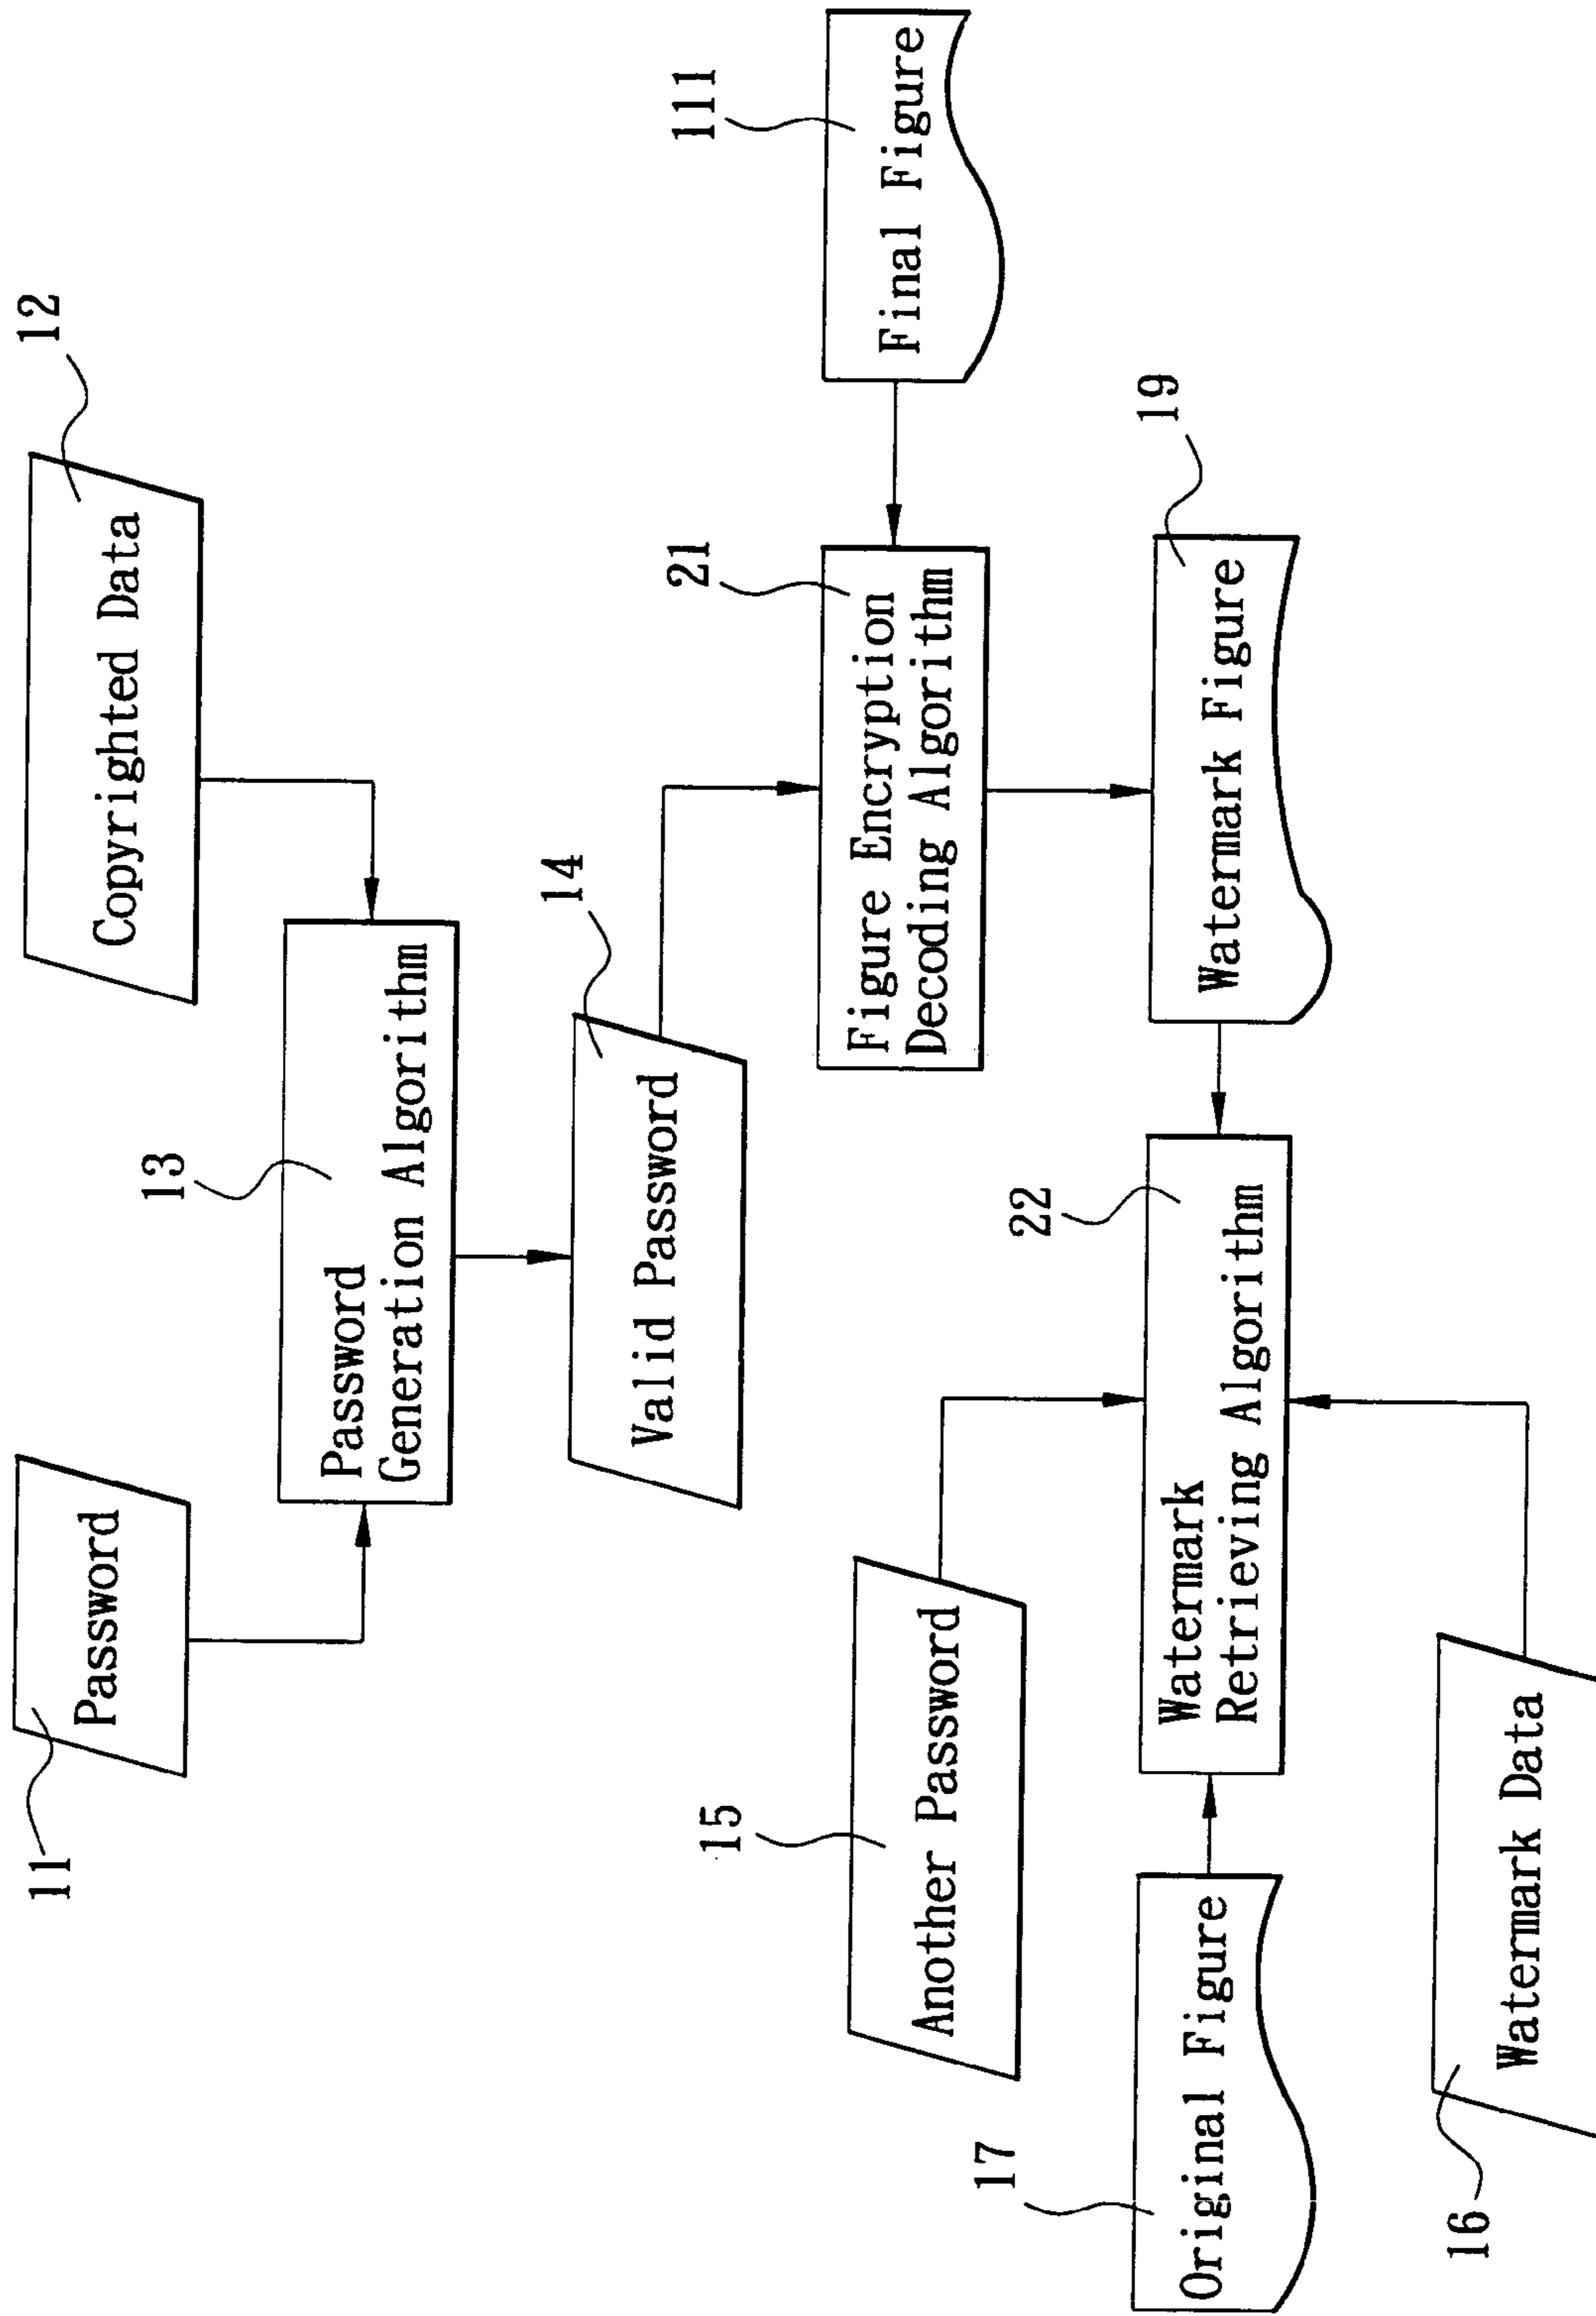 11
Password
12
Copyrighted Data
13
Password
Generation Algorithm
14
Valid Password
15
Another Password
21
Figure Encryption
Decoding Algorithm
111
Final Figure
17
Original Figure
22
Watermark
Retrieving Algorithm
19
Watermark Figure
16
Watermark Data